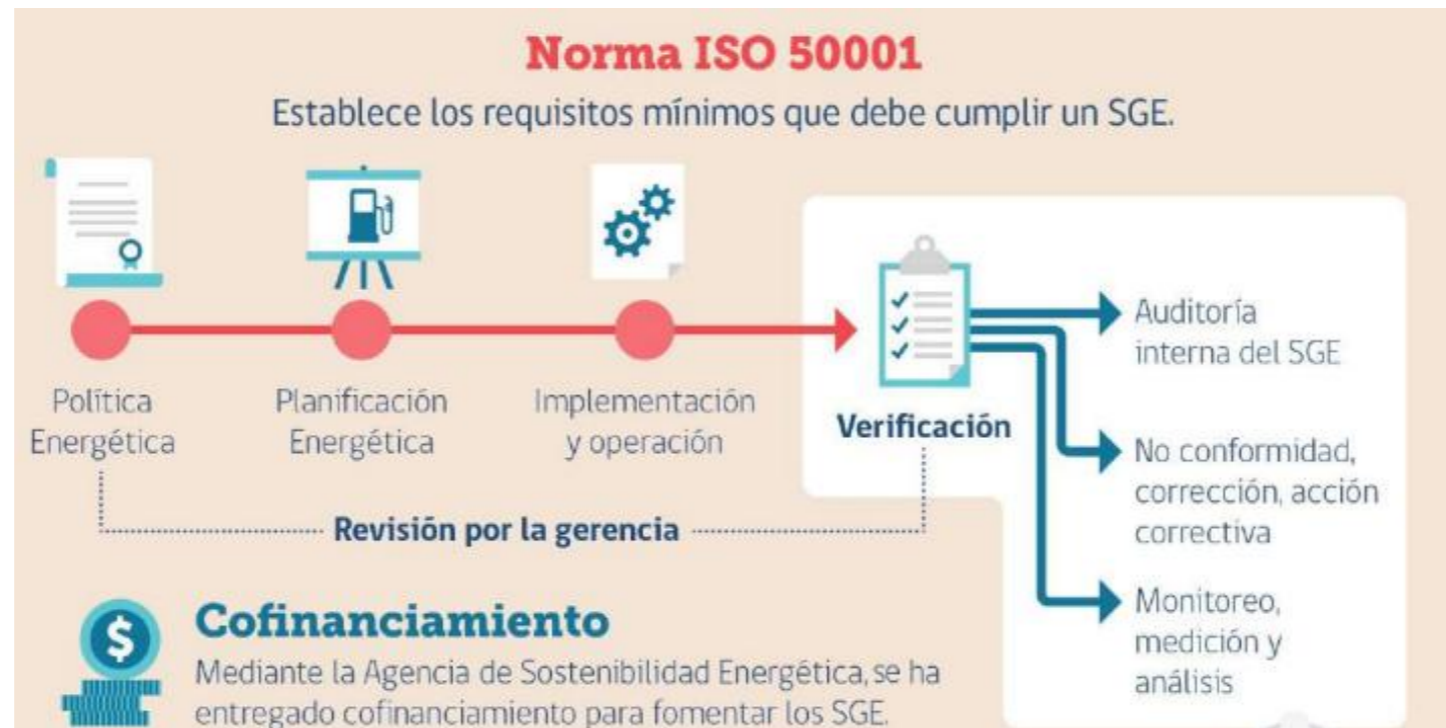 Norma ISO 50001
Establece los requisitos mínimos que debe cumplir un SGE.
Política
Energética
Planificación
Energética
Implementación
y operación
Verificación
Revisión por la gerencia
Auditoría
interna del SGE
No conformidad,
corrección, acción
correctiva
Monitoreo,
medición y
análisis
$
Cofinanciamiento
Mediante la Agencia de Sostenibilidad Energética, se ha
entregado cofinanciamiento para fomentar los SGE.